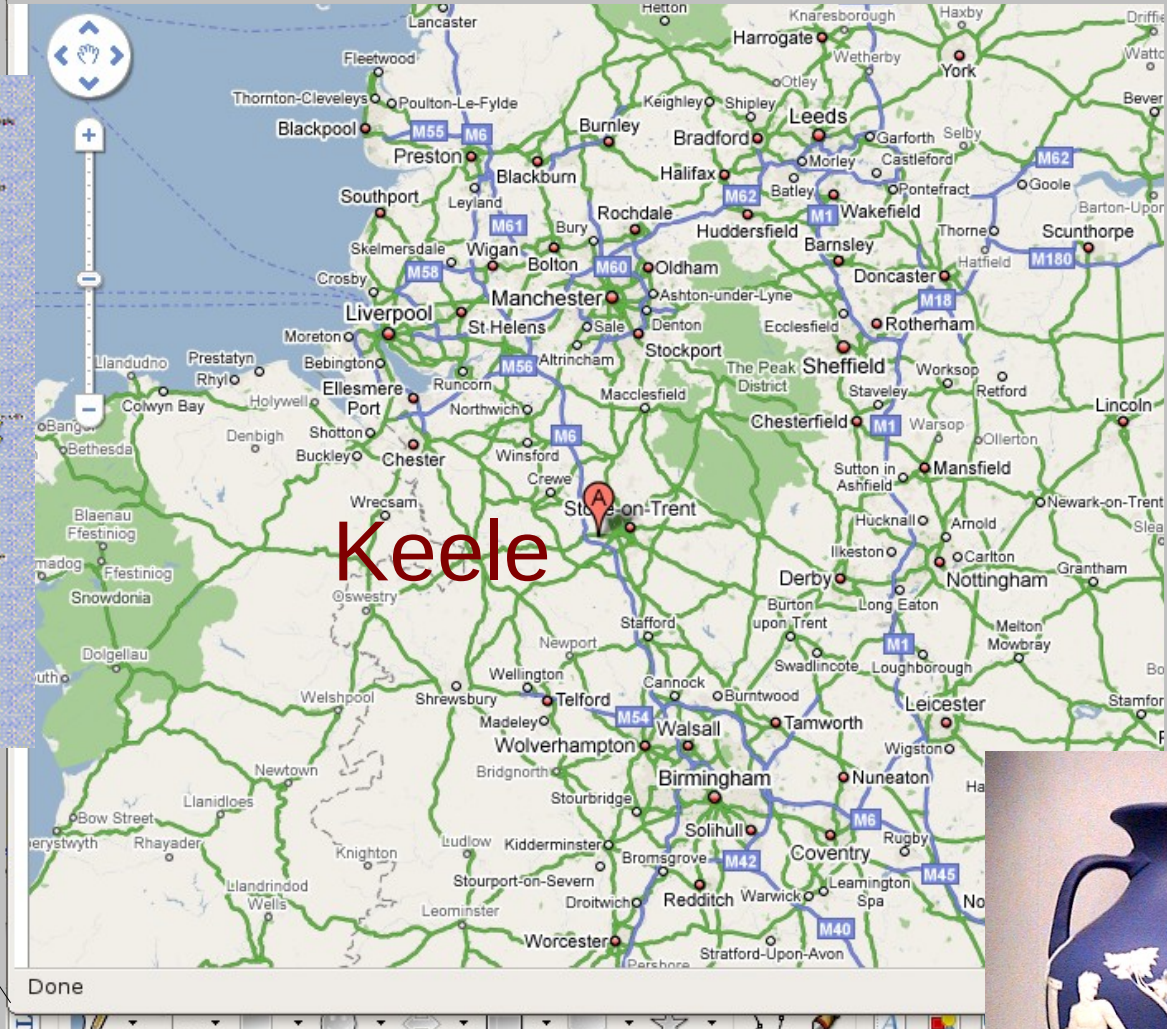 Lancaster
Hetton
Knaresborough
Haxby
Harrogate
Wetherby
York
Fleetwood
Otley
Thornton-Cleveleys
Poulton-Le-Fylde
Keighley
Shipley
Leeds
Blackpool
M55
M6
Burnley
Bradford
Garforth
Selby
Preston
Blackburn
Morley
Castleford
M62
Halifax
Batley
Pontefract
Goole
Southport
Leyland
M62
M1
Wakefield
M61
Bury
Rochdale
Huddersfield
Thorne
Scunthorpe
Skelmersdale
Wigan
Bolton
M60
Oldham
Barnsley
Hatfield
M180
M58
Doncaster
Crosby
Manchester
Ashton-under-Lyne
M18
Liverpool
St Helens
Sale
Denton
Ecclesfield
Rotherham
Moreton
Altrincham
Stockport
Sheffield
Llandudno
Prestatyn
Bebington
M56
The Peak
District
Worksop
Rhyl
Ellesmere
Port
Runcorn
Macclesfield
Staveley
Retford
Colwyn Bay
Holywell
Northwich
Chesterfield
M1
Warsop
Lincoln
Denbigh
Shotton
M6
Ollerton
Bethesda
Buckley
Chester
Winsford
Sutton in
Ashfield
Mansfield
Crewe
Wrecsam
A
Stoke-on-Trent
Newark-on-Trent
Blaenau
Ffestiniog
Keele
Hucknall
Arnold
Ffestiniog
Ilkeston
Carlton
Snowdonia
Derby
Nottingham
Grantham
Oswestry
Burton
upon Trent
Long Eaton
Stafford
Melton
Mowbray
Dolgellau
Newport
M1
Swadlincote
Loughborough
Wellington
Cannock
Burntwood
Welshpool
Shrewsbury
Telford
Leicester
Madeley
M54
Walsall
Tamworth
Wolverhampton
Wigston
Newtown
Bridgnorth
Birmingham
Nuneaton
Llanidloes
Stourbridge
Bow Street
M6
Rhayader
Solihull
Rugby
Knighton
Ludlow
Kidderminster
Bromsgrove
M42
Coventry
Stourport-on-Severn
M45
Llandrindod
Wells
Droitwich
Redditch
Warwick
Leamington
Spa
Leominster
M40
Worcester
Stratford-Upon-Avon
Pershore
Done